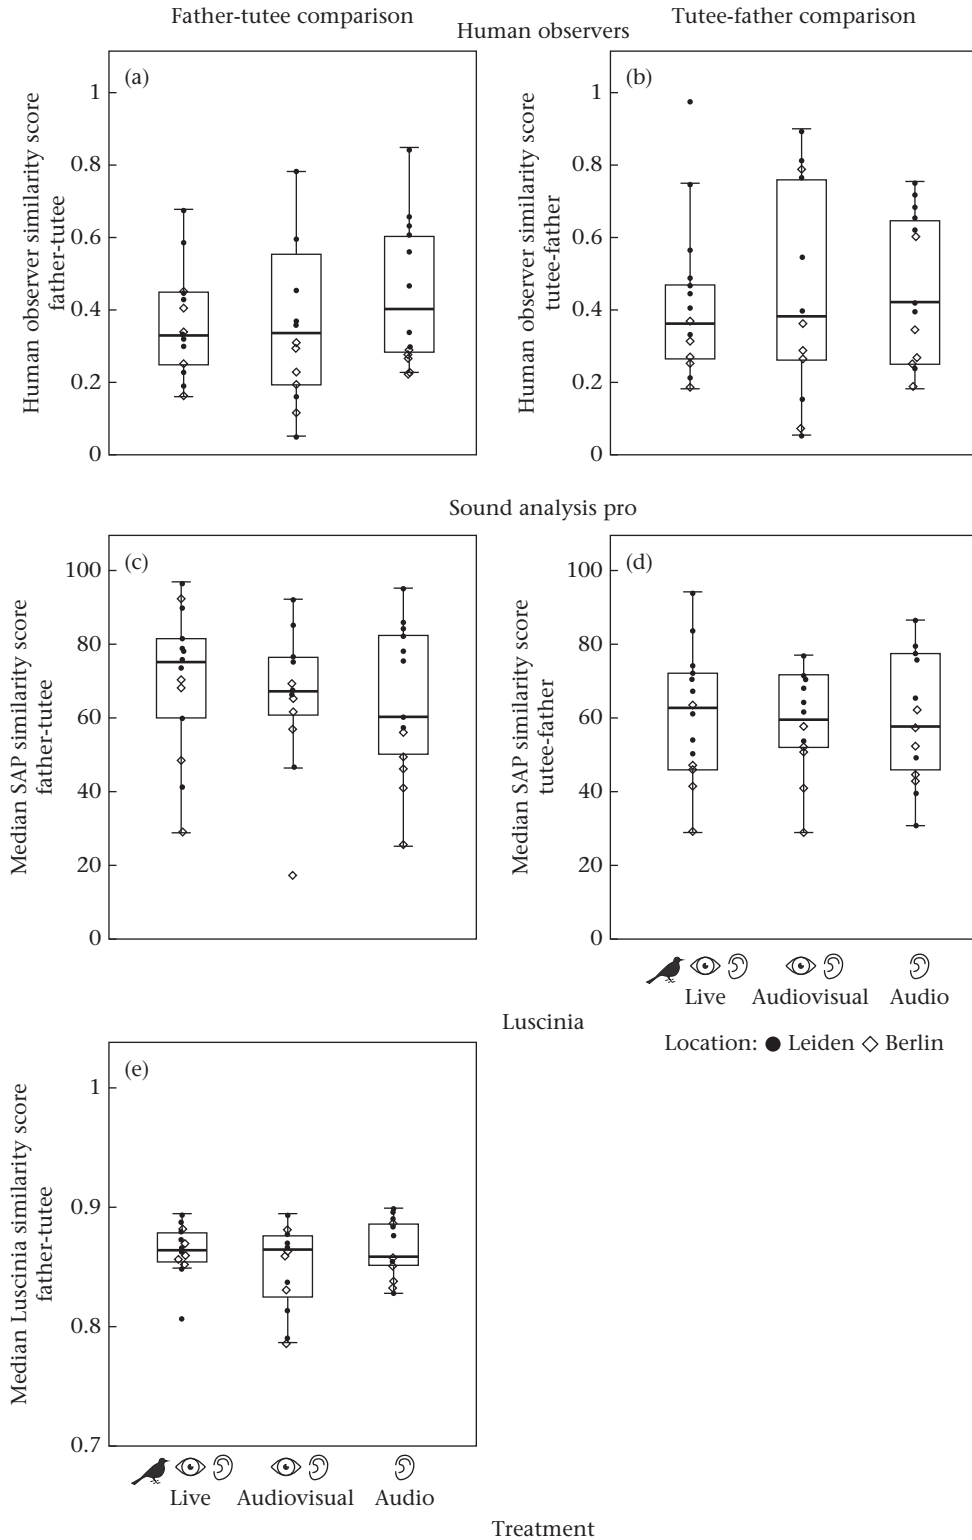 Father-tutee comparison
Tutee-father comparison
Human observers
(a)
Human observer similarity score
father-tutee
1
0.8
0.6
0.4
0.2
0
(b)
Human observer similarity score
tutee-father
1
0.8
0.6
0.4
0.2
0
Sound analysis pro
(c)
Median SAP similarity score
father-tutee
100
80
60
40
20
0
(d)
Median SAP similarity score
tutee-father
100
80
60
40
20
0
Live
Audiovisual
Audio
Location: Leiden Berlin
Luscinia
(e)
Median Luscinia similarity score
father-tutee
1
0.9
0.8
0.7
Live
Audiovisual
Audio
Treatment